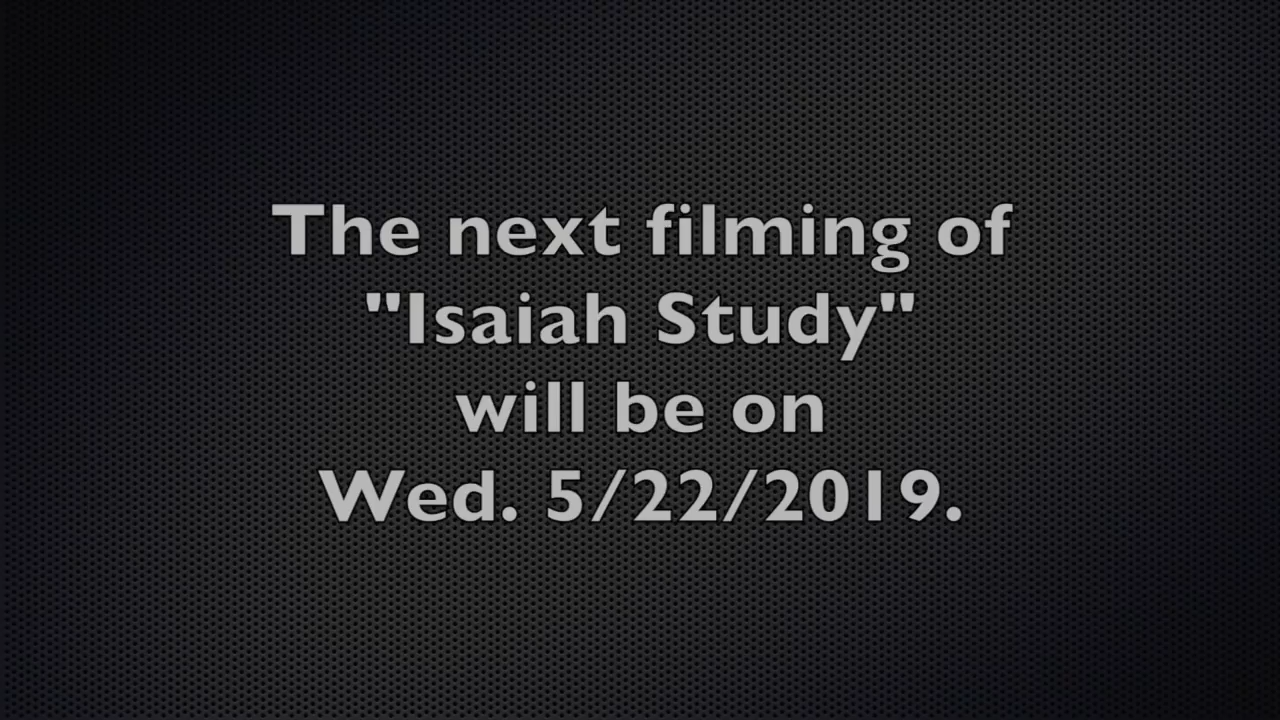 The next filming of
"Isaiah Study"
will be on
Wed. 5/22/2019.